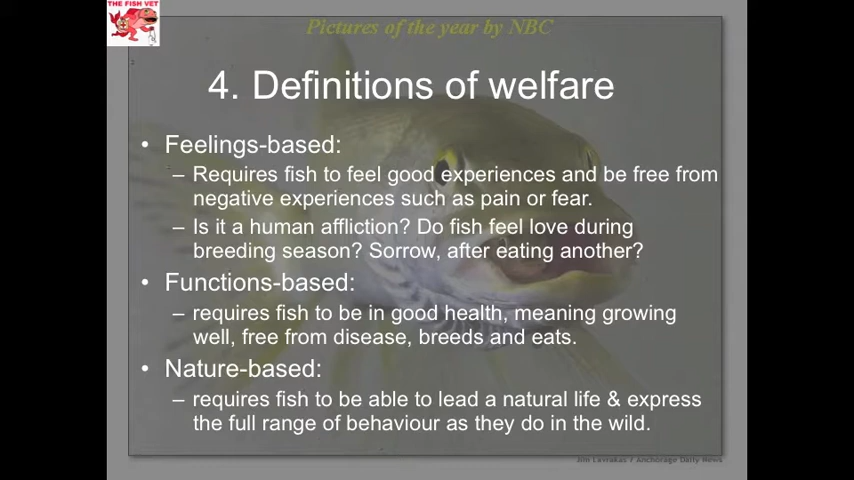 THE FISH VET
Pictures of the year by NBC
4. Definitions of welfare
• Feelings-based:
– Requires fish to feel good experiences and be free from
negative experiences such as pain or fear.
– Is it a human affliction? Do fish feel love during
breeding season? Sorrow, after eating another?
• Functions-based:
– requires fish to be in good health, meaning growing
well, free from disease, breeds and eats.
• Nature-based:
– requires fish to be able to lead a natural life & express
the full range of behaviour as they do in the wild.
Jim Lavrakas / Anchorage Daily News